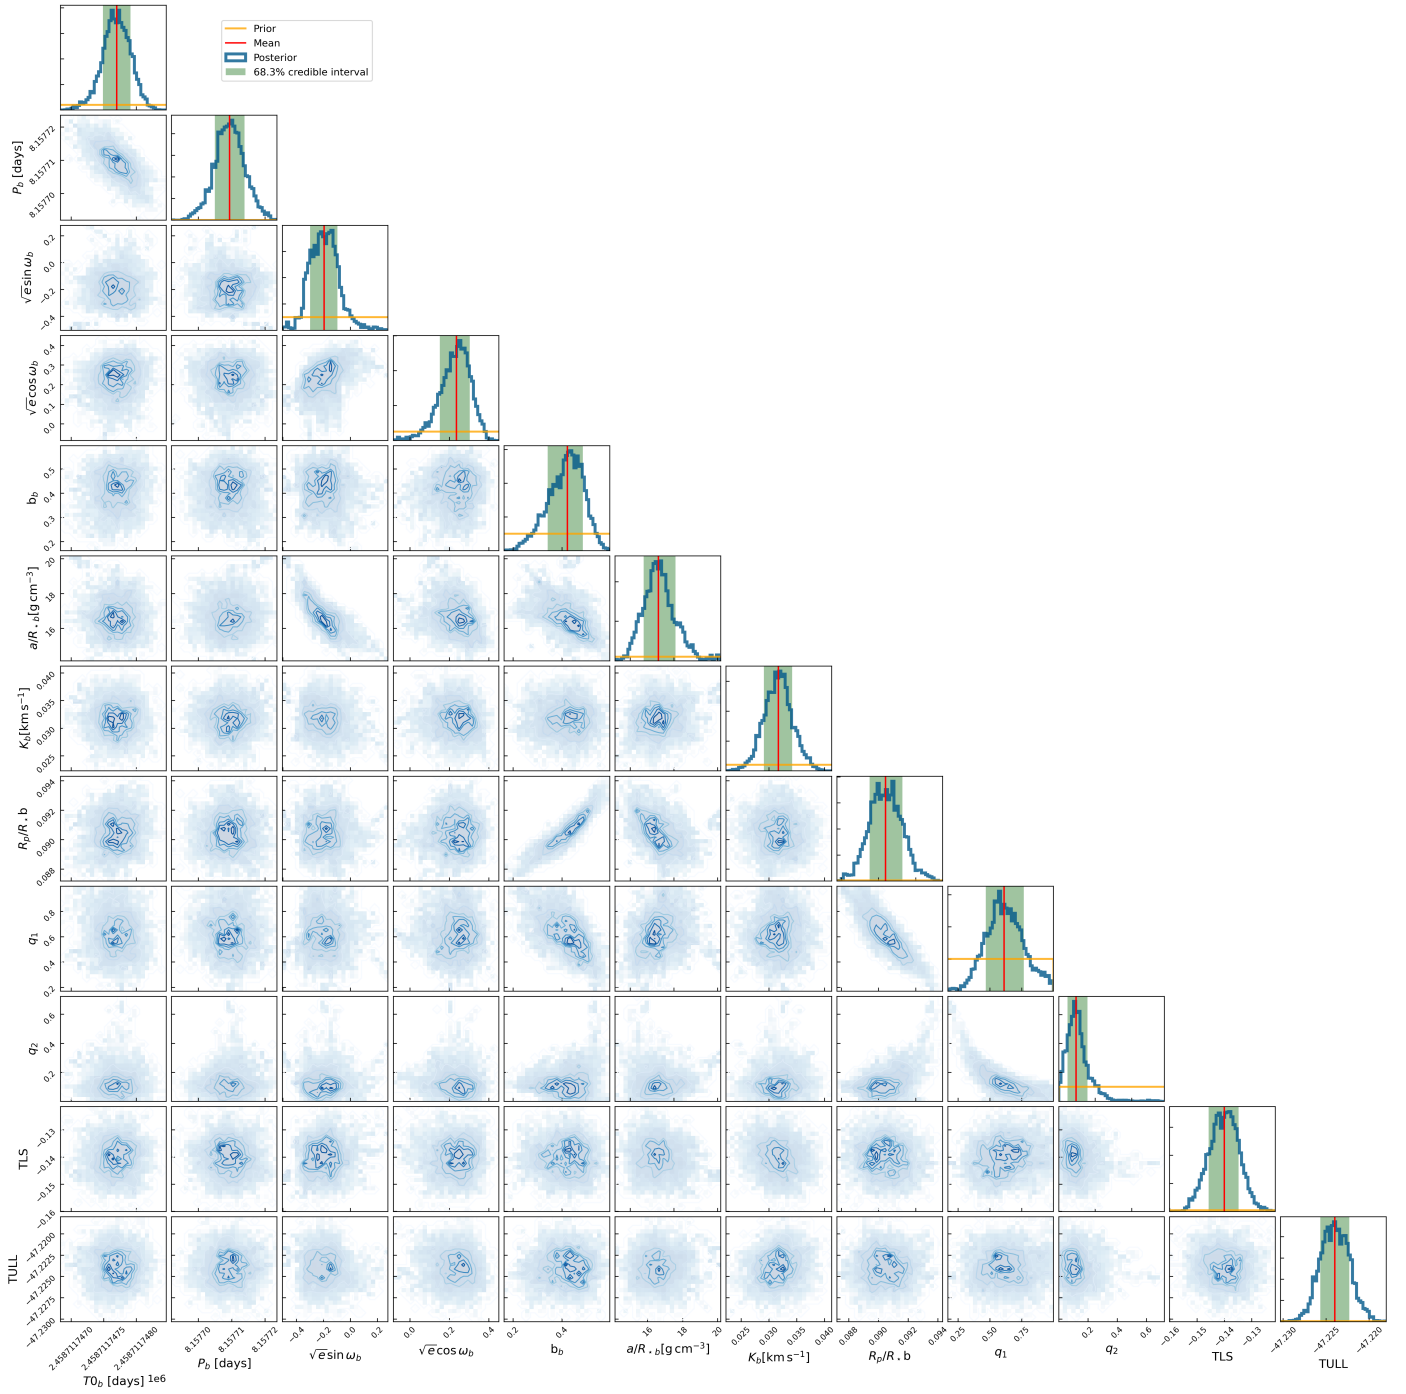 Prior
Mean
Posterior
68.3% credible interval
P_b [days]
8.15772
8.15771
8.15770
√e sin ω_b
0.2
0.0
−0.2
−0.4
√e cos ω_b
0.4
0.3
0.2
0.1
0.0
b_b
0.5
0.4
0.3
0.2
a/R⋆b[g cm⁻³]
20
18
16
K_b[km s⁻¹]
0.040
0.035
0.030
0.025
R_p/R⋆b
0.094
0.092
0.090
0.088
q₁
0.8
0.6
0.4
0.2
q₂
0.6
0.4
0.2
TLS
−0.13
−0.14
−0.15
−0.16
TULL
−0.16
−47.2200
−47.2225
−47.2250
−47.2275
−47.2300
2.4587117470 2.4587117475 2.4587117480
8.15770 8.15771 8.15772
−0.4 −0.2 0.0 0.2
0.0 0.2 0.4
0.2 0.4
16 18 20
0.025 0.030 0.035 0.040
0.088 0.090 0.092 0.094
0.25 0.50 0.75
0.2 0.4 0.6
−0.16 −0.15 −0.14 −0.13
−47.230 −47.225 −47.220
T0_b [days] 1e6
P_b [days]
√e sin ω_b
√e cos ω_b
b_b
a/R⋆b[g cm⁻³]
K_b[km s⁻¹]
R_p/R⋆b
q₁
q₂
TLS
TULL